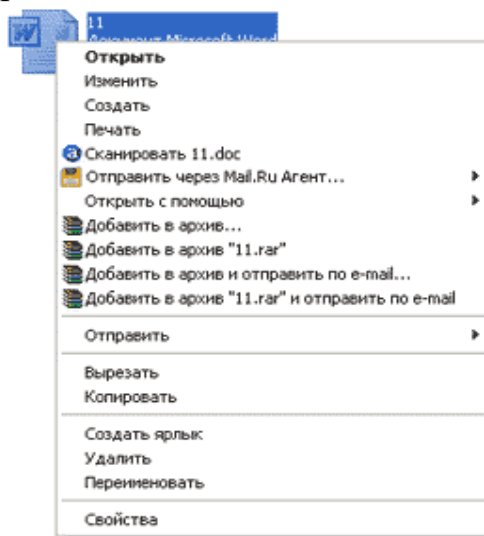 11
Документ Microsoft Word
Открыть
Изменить
Создать
Печать
Сканировать 11.doc
Отправить через Mail.Ru Агент...
Открыть с помощью
Добавить в архив...
Добавить в архив "11.rar"
Добавить в архив и отправить по e-mail...
Добавить в архив "11.rar" и отправить по e-mail
Отправить
Вырезать
Копировать
Создать ярлык
Удалить
Переименовать
Свойства